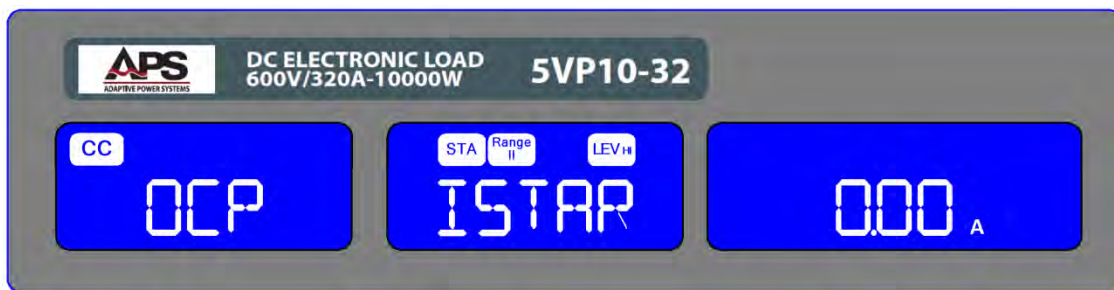 APS
ADAPTIVE POWER SYSTEMS
DC ELECTRONIC LOAD
600V/320A-10000W
5VP10-32
CC
OCP
STA
Range
II
LEV HI
ISTAR
0.00 A